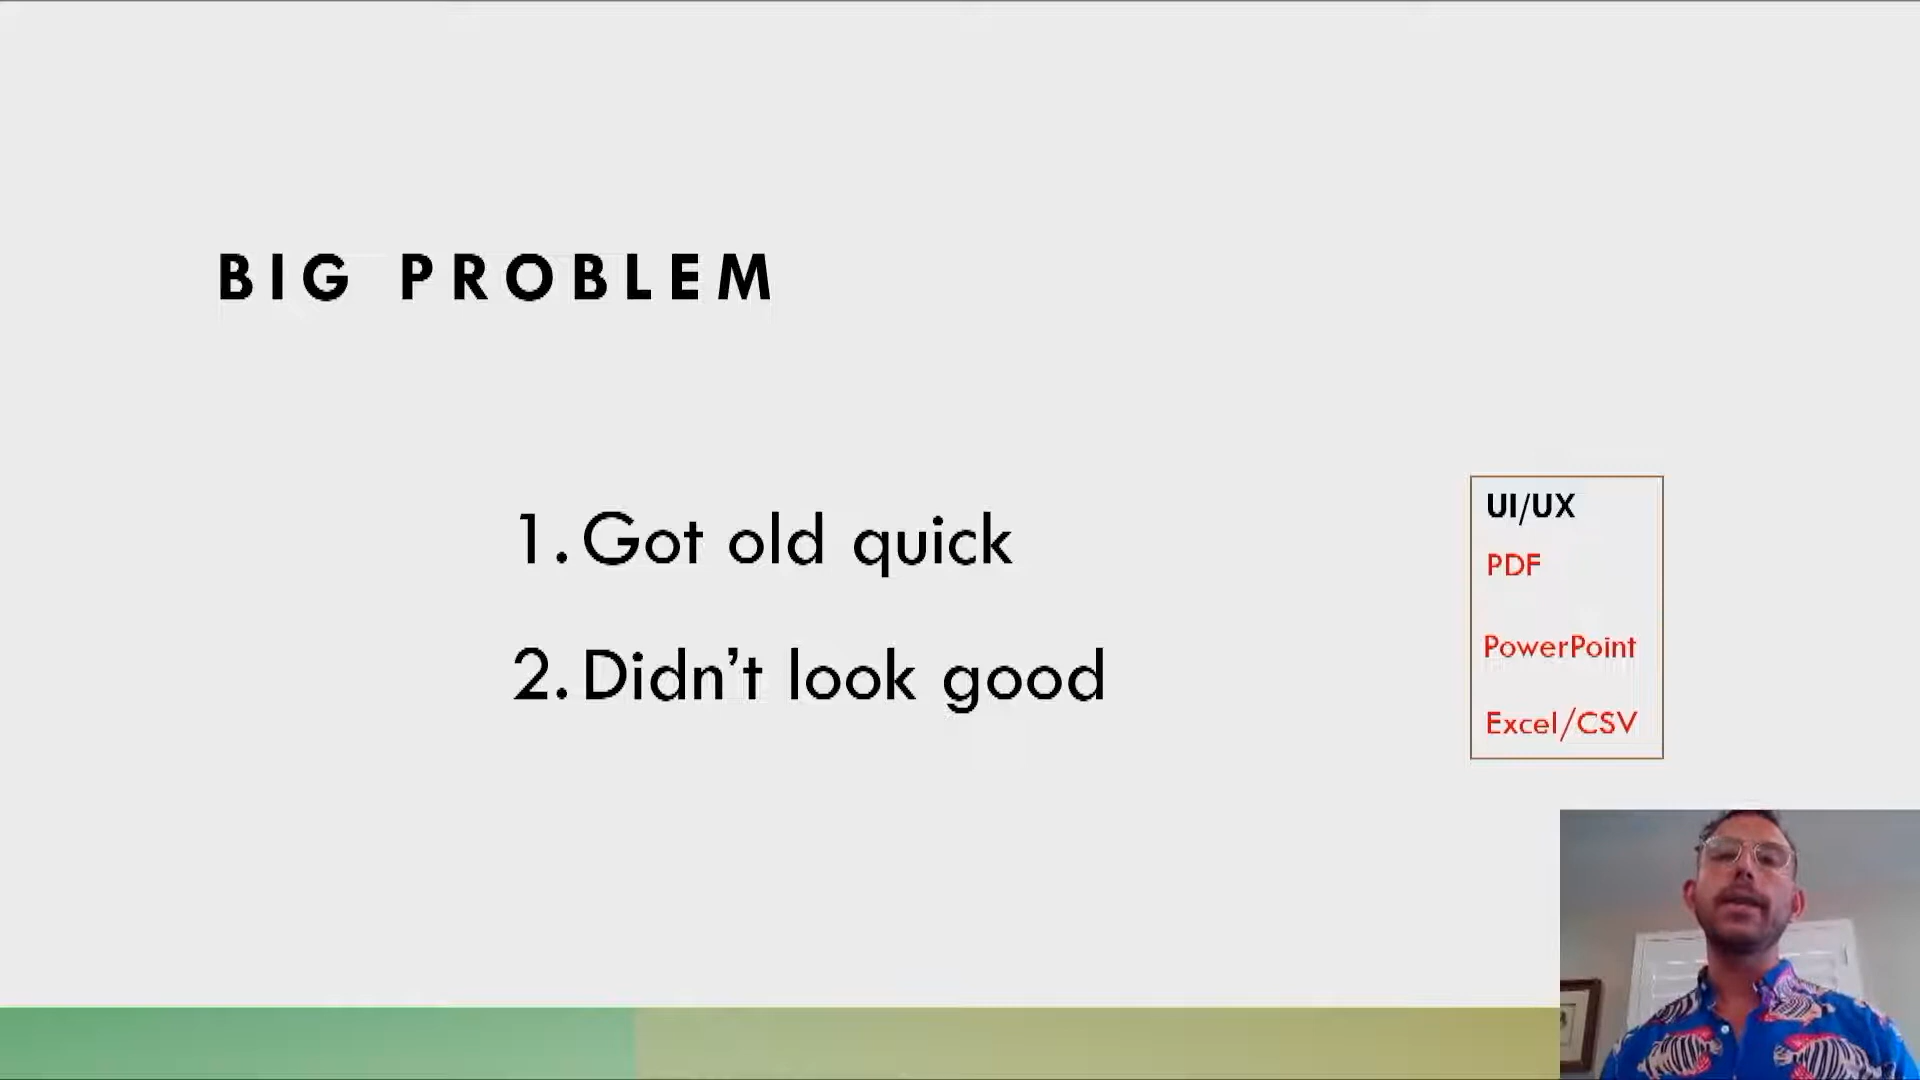 BIG PROBLEM
1. Got old quick
2. Didn't look good
UI/UX
PDF
PowerPoint
Excel/CSV